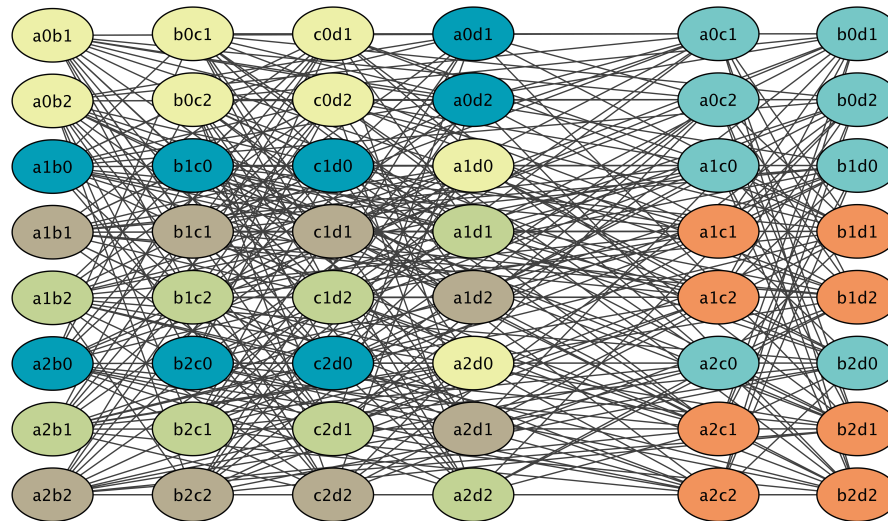 a0b1 b0c1 c0d1 a0d1 a0c1 b0d1
a0b2 b0c2 c0d2 a0d2 a0c2 b0d2
a1b0 b1c0 c1d0 a1d0 a1c0 b1d0
a1b1 b1c1 c1d1 a1d1 a1c1 b1d1
a1b2 b1c2 c1d2 a1d2 a1c2 b1d2
a2b0 b2c0 c2d0 a2d0 a2c0 b2d0
a2b1 b2c1 c2d1 a2d1 a2c1 b2d1
a2b2 b2c2 c2d2 a2d2 a2c2 b2d2